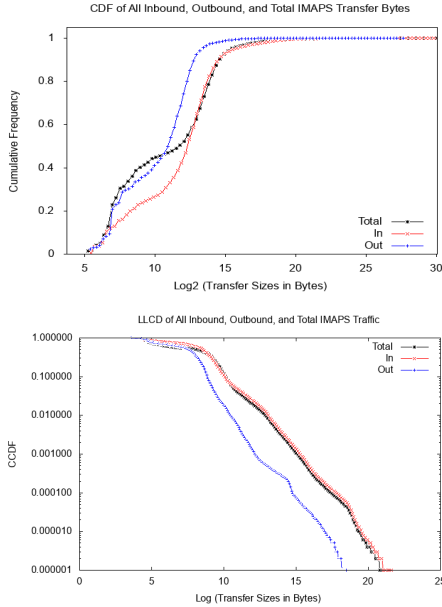 CDF of All Inbound, Outbound, and Total IMAPS Transfer Bytes
1
0.8
0.6
0.4
0.2
0
Cumulative Frequency
Total
In
Out
5 10 15 20 25 30
Log2 (Transfer Sizes in Bytes)
LLCD of All Inbound, Outbound, and Total IMAPS Traffic
1.000000
0.100000
0.010000
0.001000
0.000100
0.000010
0.000001
CCDF
Total
In
Out
0 5 10 15 20 25
Log (Transfer Sizes in Bytes)